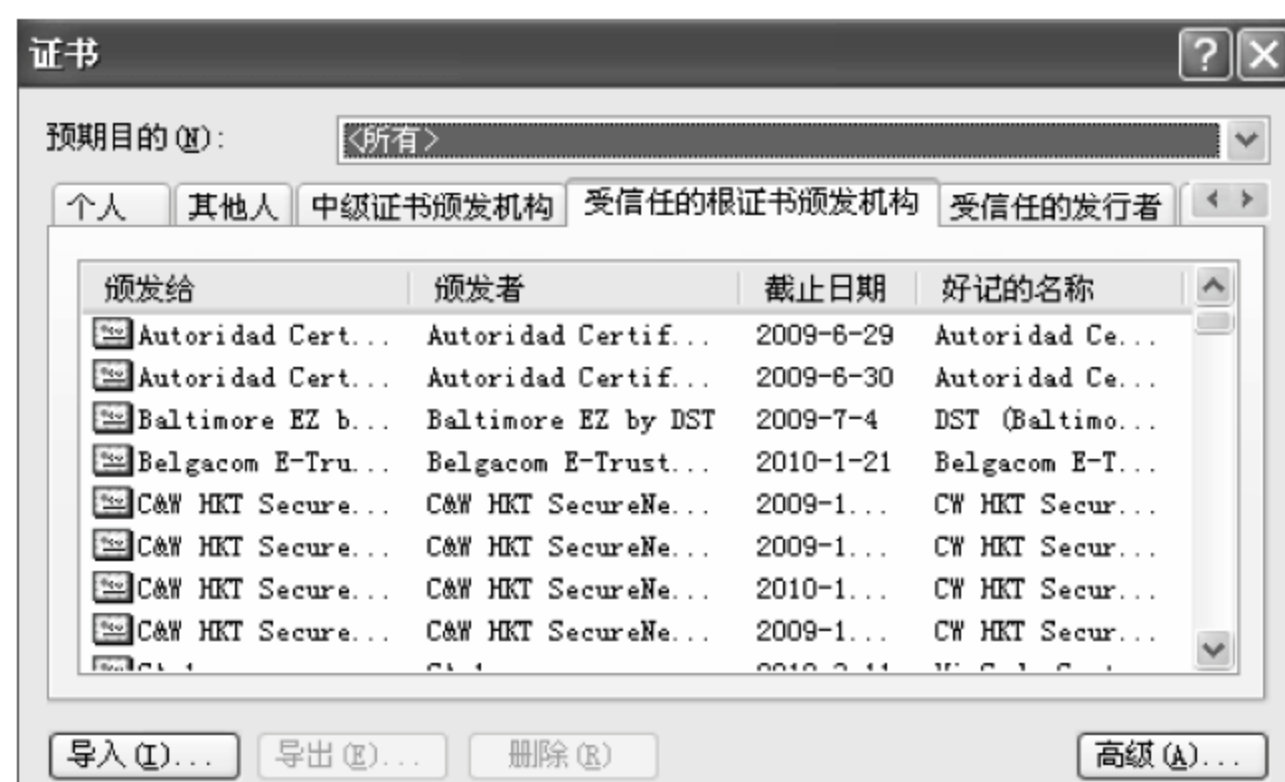 证书
预期目的(N): <所有>
个人 其他人 中级证书颁发机构 受信任的根证书颁发机构 受信任的发行者
颁发给 颁发者 截止日期 好记的名称
Autoridad Cert... Autoridad Certif... 2009-6-29 Autoridad Ce...
Autoridad Cert... Autoridad Certif... 2009-6-30 Autoridad Ce...
Baltimore EZ b... Baltimore EZ by DST 2009-7-4 DST (Baltimo...
Belgacom E-Tru... Belgacom E-Trust... 2010-1-21 Belgacom E-T...
C&W HKT Secure... C&W HKT SecureNe... 2009-1... CW HKT Secur...
C&W HKT Secure... C&W HKT SecureNe... 2009-1... CW HKT Secur...
C&W HKT Secure... C&W HKT SecureNe... 2010-1... CW HKT Secur...
C&W HKT Secure... C&W HKT SecureNe... 2009-1... CW HKT Secur...
导入(I)... 导出(E)... 删除(R) 高级(A)...